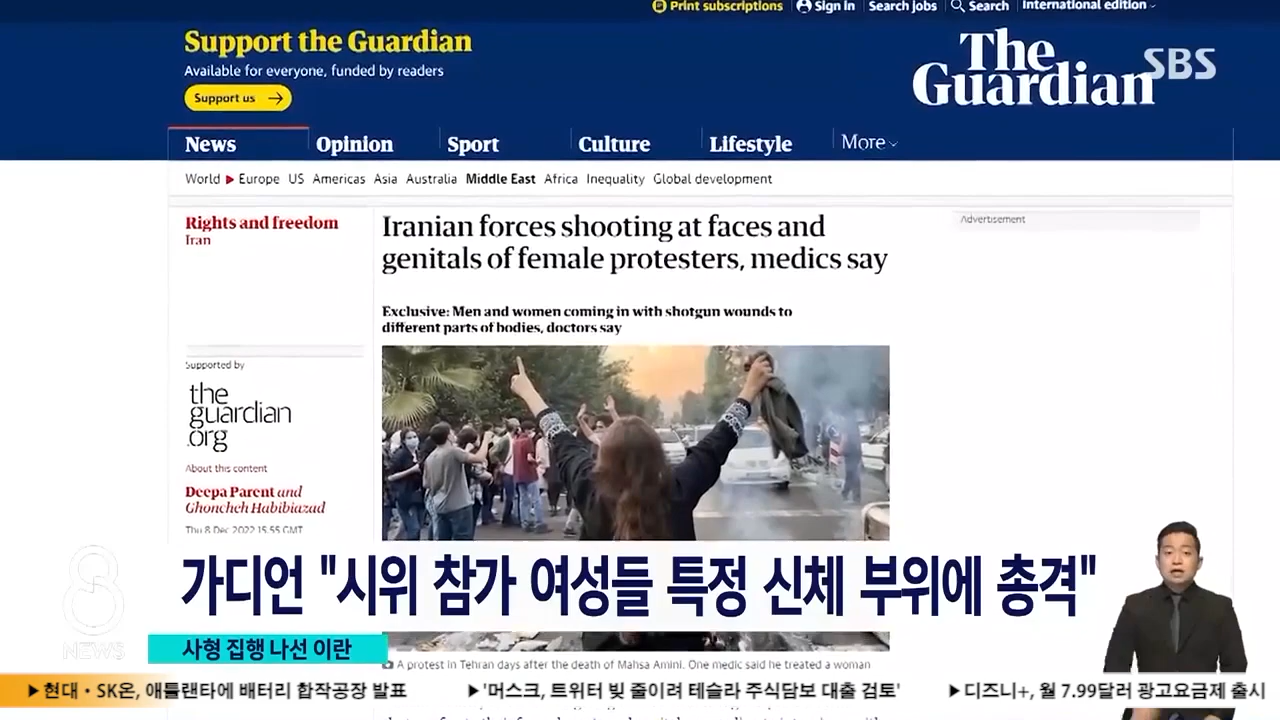 Print subscriptions
Sign in
Search jobs
Search
International edition
Support the Guardian
Available for everyone, funded by readers
Support us
The
Guardian
SBS
News
Opinion
Sport
Culture
Lifestyle
More
World Europe US Americas Asia Australia Middle East Africa Inequality Global development
Rights and freedom
Iran
Iranian forces shooting at faces and
genitals of female protesters, medics say
Advertisement
Exclusive: Men and women coming in with shotgun wounds to
different parts of bodies, doctors say
Supported by
the
guardian
.org
About this content
Deepa Parent and
Ghoncheh Habibiazad
Thu 8 Dec 2022 15.55 GMT
가디언 "시위 참가 여성들 특정 신체 부위에 총격"
8
NEWS
사형 집행 나선 이란
A protest in Tehran days after the death of Mahsa Amini. One medic said he treated a woman
▶현대·SK온, 애틀랜타에 배터리 합작공장 발표 ▶'머스크, 트위터 빚 줄이려 테슬라 주식담보 대출 검토' ▶디즈니+, 월 7.99달러 광고요금제 출시